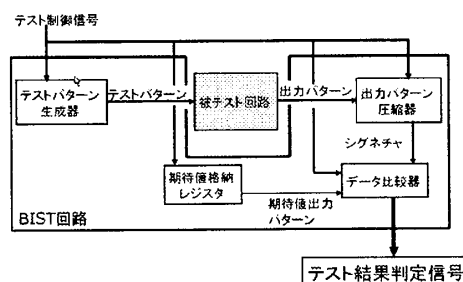 テスト制御信号
テストパターン
生成器
テストパターン
被テスト回路
出力パターン
出力パターン
圧縮器
シグネチャ
期待値格納
レジスタ
期待値出力
パターン
データ比較器
BIST回路
テスト結果判定信号